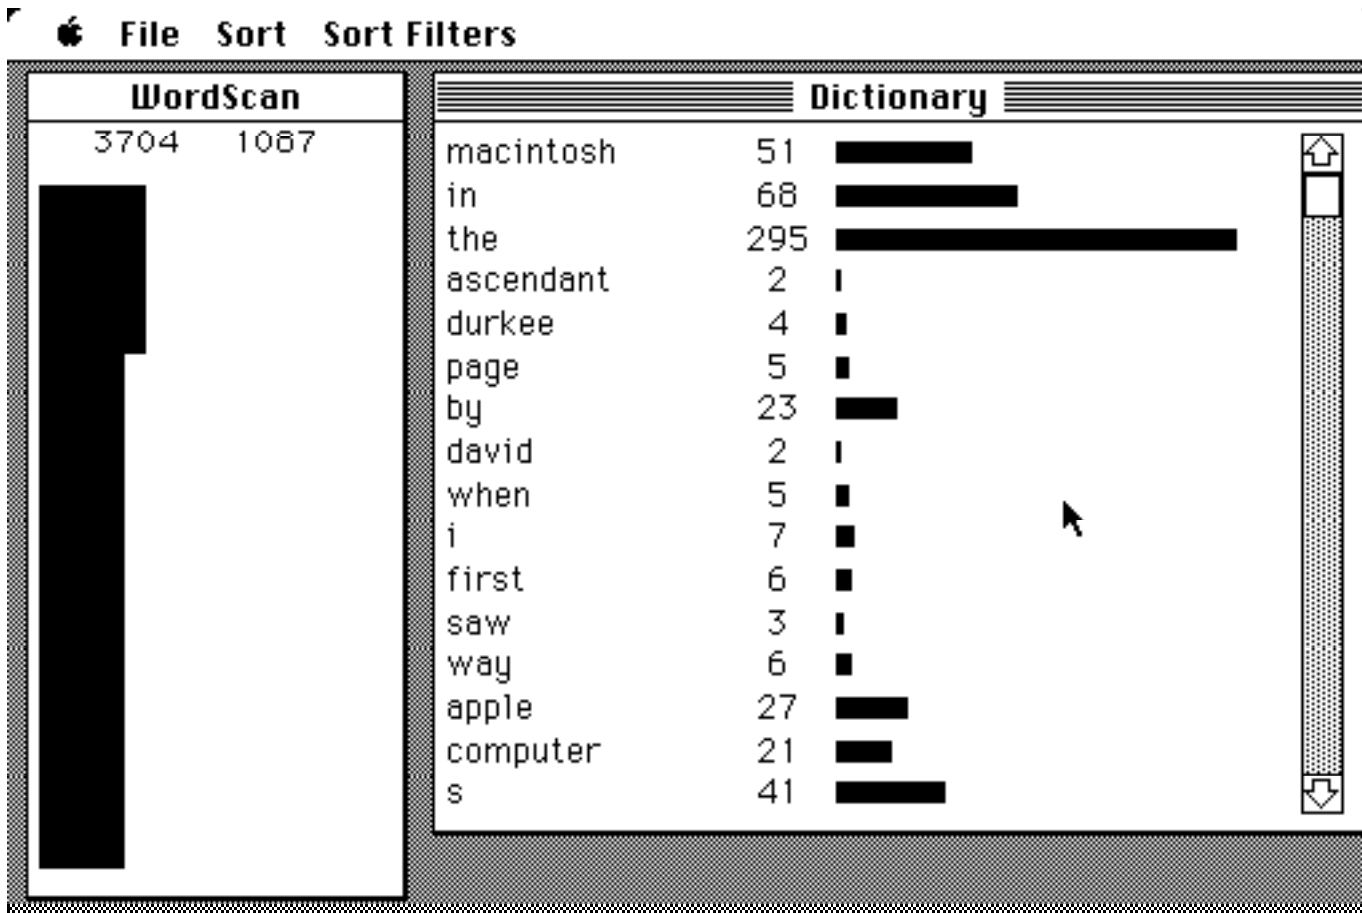 File Sort Sort Filters
WordScan
3704 1087
Dictionary
macintosh 51
in 68
the 295
ascendant 2
durkee 4
page 5
by 23
david 2
when 5
i 7
first 6
saw 3
way 6
apple 27
computer 21
s 41